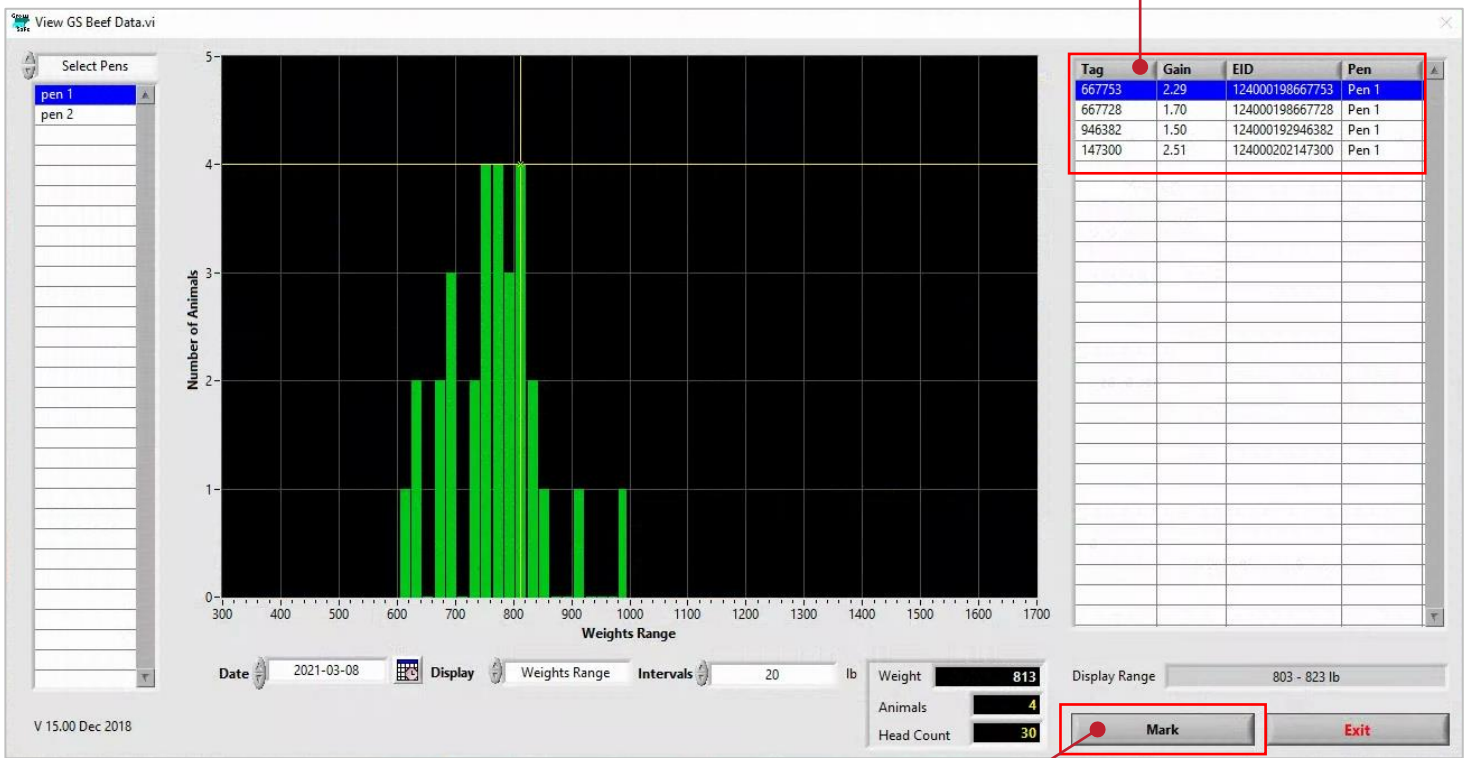 View GS Beef Data.vi
Select Pens
pen 1
pen 2
5
4
3
2
1
0
Number of Animals
300 400 500 600 700 800 900 1000 1100 1200 1300 1400 1500 1600 1700
Weights Range
Tag Gain EID Pen
667753 2.29 124000198667753 Pen 1
667728 1.70 124000198667728 Pen 1
946382 1.50 124000192946382 Pen 1
147300 2.51 124000202147300 Pen 1
Date 2021-03-08 Display Weights Range Intervals 20 lb
Weight 813
Animals 4
Head Count 30
Display Range 803 - 823 lb
Mark Exit
V 15.00 Dec 2018